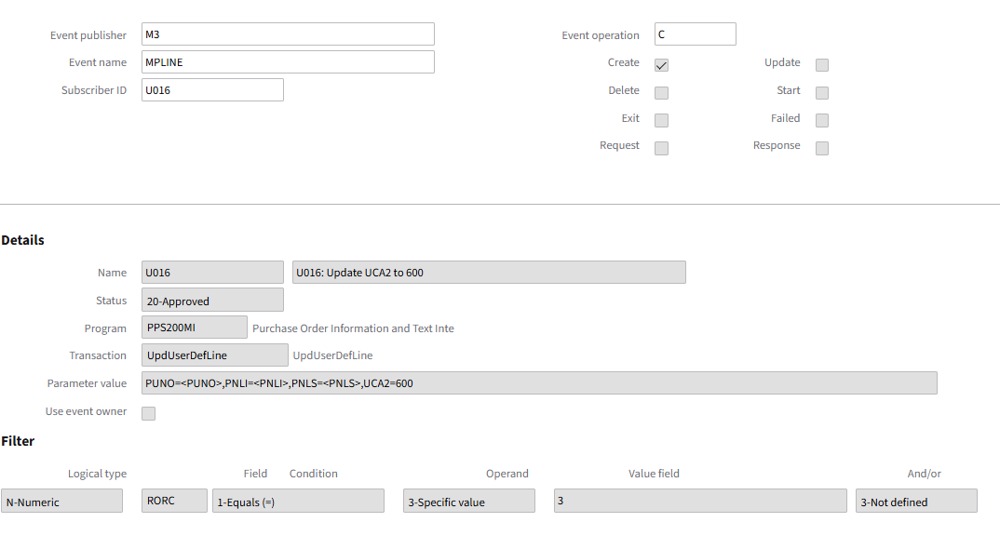 Event publisher M3 Event operation C
Event name MPLINE Create Update
Subscriber ID U016 Delete Start
Exit Failed
Request Response
Details
Name U016 U016: Update UCA2 to 600
Status 20-Approved
Program PPS200MI Purchase Order Information and Text Inte
Transaction UpdUserDefLine UpdUserDefLine
Parameter value PUNO=<PUNO>,PNLI=<PNLI>,PNLS=<PNLS>,UCA2=600
Use event owner
Filter
Logical type Field Condition Operand Value field And/or
N-Numeric RORC 1-Equals (=) 3-Specific value 3 3-Not defined